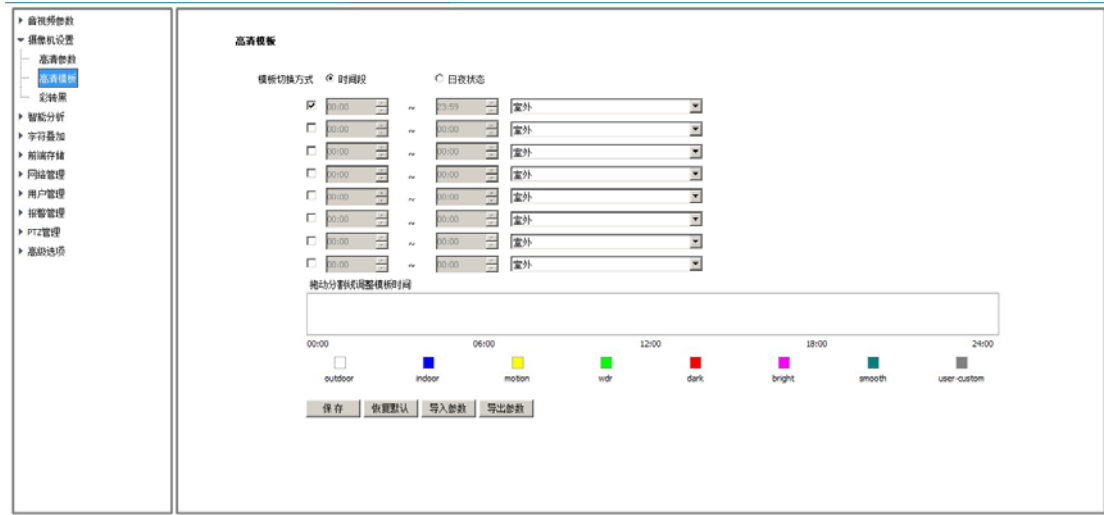 音视频参数
摄像机设置
高清参数
高清模板
彩转黑
智能分析
字符叠加
前端存储
网络管理
用户管理
报警管理
PTZ管理
高级选项
高清模板
模板切换方式 时间段 日夜状态
00:00 ~ 23:59 室外
00:00 ~ 00:00 室外
00:00 ~ 00:00 室外
00:00 ~ 00:00 室外
00:00 ~ 00:00 室外
00:00 ~ 00:00 室外
00:00 ~ 00:00 室外
00:00 ~ 00:00 室外
拖动分割线调整模板时间
00:00 06:00 12:00 18:00 24:00
outdoor indoor motion wdr dark bright smooth user-custom
保存 恢复默认 导入参数 导出参数